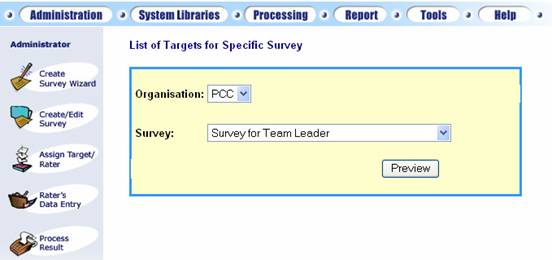 Administration System Libraries Processing Report Tools Help
Administrator
Create
Survey Wizard
Create/Edit
Survey
Assign Target/
Rater
Rater's
Data Entry
Process
Result
List of Targets for Specific Survey
Organisation: PCC
Survey: Survey for Team Leader
Preview